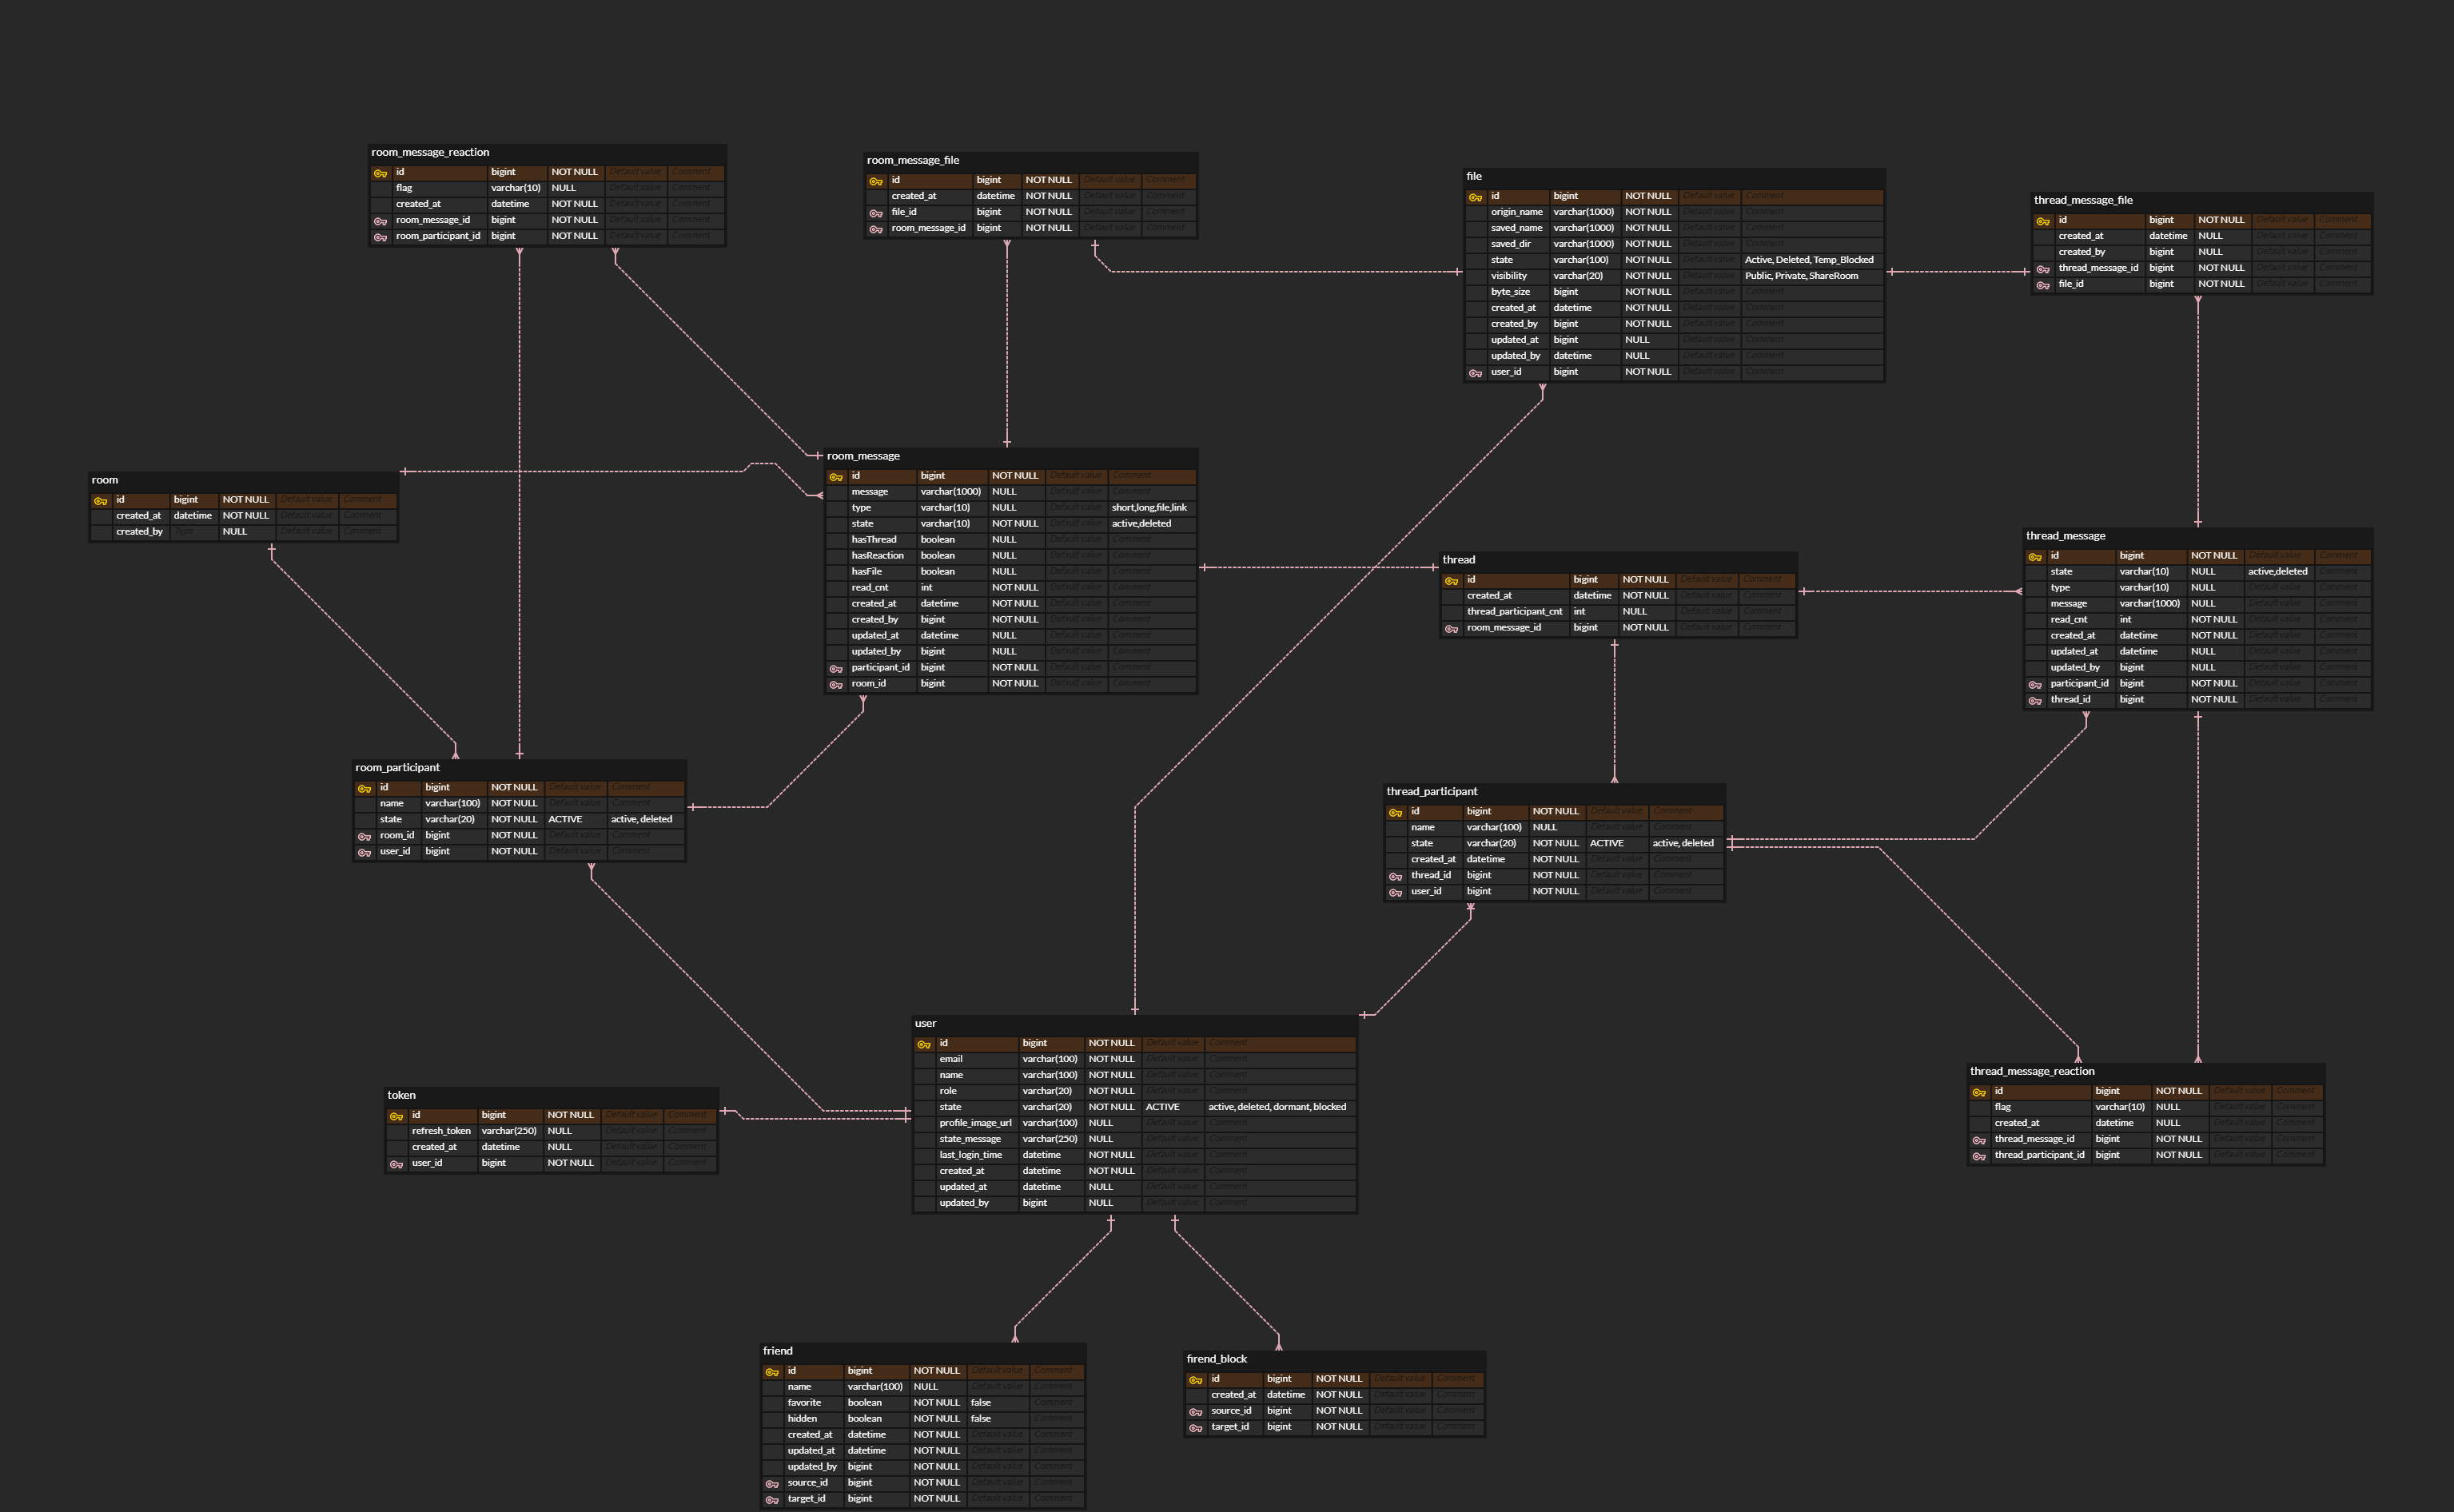 room_message_reaction
id bigint NOT NULL Default value Comment
flag varchar(10) NULL Default value Comment
created_at datetime NOT NULL Default value Comment
room_message_id bigint NOT NULL Default value Comment
room_participant_id bigint NOT NULL Default value Comment
room_message_file
id bigint NOT NULL Default value Comment
created_at datetime NOT NULL Default value Comment
file_id bigint NOT NULL Default value Comment
room_message_id bigint NOT NULL Default value Comment
file
id bigint NOT NULL Default value Comment
origin_name varchar(1000) NOT NULL Default value Comment
saved_name varchar(1000) NOT NULL Default value Comment
saved_dir varchar(1000) NOT NULL Default value Comment
state varchar(100) NOT NULL Default value Active, Deleted, Temp_Blocked
visibility varchar(20) NOT NULL Default value Public, Private, ShareRoom
byte_size bigint NOT NULL Default value Comment
created_at datetime NOT NULL Default value Comment
created_by bigint NOT NULL Default value Comment
updated_at bigint NULL Default value Comment
updated_by datetime NULL Default value Comment
user_id bigint NOT NULL Default value Comment
thread_message_file
id bigint NOT NULL Default value Comment
created_at datetime NULL Default value Comment
created_by bigint NULL Default value Comment
thread_message_id bigint NOT NULL Default value Comment
file_id bigint NOT NULL Default value Comment
room
id bigint NOT NULL Default value Comment
created_at datetime NOT NULL Default value Comment
created_by Type NULL Default value Comment
room_message
id bigint NOT NULL Default value Comment
message varchar(1000) NULL Default value Comment
type varchar(10) NULL Default value short,long,file,link
state varchar(10) NOT NULL Default value active,deleted
hasThread boolean NULL Default value Comment
hasReaction boolean NULL Default value Comment
hasFile boolean NULL Default value Comment
read_cnt int NOT NULL Default value Comment
created_at datetime NOT NULL Default value Comment
created_by bigint NOT NULL Default value Comment
updated_at datetime NULL Default value Comment
updated_by bigint NULL Default value Comment
participant_id bigint NOT NULL Default value Comment
room_id bigint NOT NULL Default value Comment
thread
id bigint NOT NULL Default value Comment
created_at datetime NOT NULL Default value Comment
thread_participant_cnt int NULL Default value Comment
room_message_id bigint NOT NULL Default value Comment
thread_message
id bigint NOT NULL Default value Comment
state varchar(10) NULL active,deleted Comment
type varchar(10) NULL Default value Comment
message varchar(1000) NULL Default value Comment
read_cnt int NOT NULL Default value Comment
created_at datetime NOT NULL Default value Comment
updated_at datetime NULL Default value Comment
updated_by bigint NULL Default value Comment
participant_id bigint NOT NULL Default value Comment
thread_id bigint NOT NULL Default value Comment
room_participant
id bigint NOT NULL Default value Comment
name varchar(100) NOT NULL Default value Comment
state varchar(20) NOT NULL ACTIVE active, deleted
room_id bigint NOT NULL Default value Comment
user_id bigint NOT NULL Default value Comment
thread_participant
id bigint NOT NULL Default value Comment
name varchar(100) NULL Default value Comment
state varchar(20) NOT NULL ACTIVE active, deleted
created_at datetime NOT NULL Default value Comment
thread_id bigint NOT NULL Default value Comment
user_id bigint NOT NULL Default value Comment
user
id bigint NOT NULL Default value Comment
email varchar(100) NOT NULL Default value Comment
name varchar(100) NOT NULL Default value Comment
role varchar(20) NOT NULL Default value Comment
state varchar(20) NOT NULL ACTIVE active, deleted, dormant, blocked
profile_image_url varchar(100) NULL Default value Comment
state_message varchar(250) NULL Default value Comment
last_login_time datetime NOT NULL Default value Comment
created_at datetime NOT NULL Default value Comment
updated_at datetime NULL Default value Comment
updated_by bigint NULL Default value Comment
token
id bigint NOT NULL Default value Comment
refresh_token varchar(250) NULL Default value Comment
created_at datetime NULL Default value Comment
user_id bigint NOT NULL Default value Comment
thread_message_reaction
id bigint NOT NULL Default value Comment
flag varchar(10) NULL Default value Comment
created_at datetime NULL Default value Comment
thread_message_id bigint NOT NULL Default value Comment
thread_participant_id bigint NOT NULL Default value Comment
friend
id bigint NOT NULL Default value Comment
name varchar(100) NULL Default value Comment
favorite boolean NOT NULL false Comment
hidden boolean NOT NULL false Comment
created_at datetime NOT NULL Default value Comment
updated_at datetime NOT NULL Default value Comment
updated_by bigint NOT NULL Default value Comment
source_id bigint NOT NULL Default value Comment
target_id bigint NOT NULL Default value Comment
firend_block
id bigint NOT NULL Default value Comment
created_at datetime NOT NULL Default value Comment
source_id bigint NOT NULL Default value Comment
target_id bigint NOT NULL Default value Comment